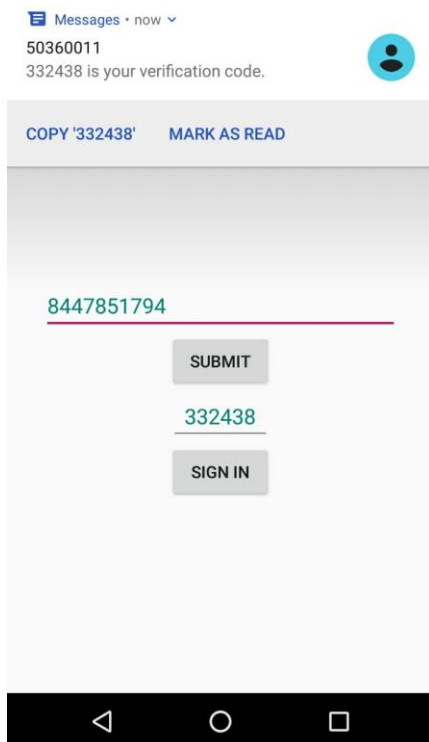 Messages • now
50360011
332438 is your verification code.
COPY '332438' MARK AS READ
8447851794
SUBMIT
332438
SIGN IN